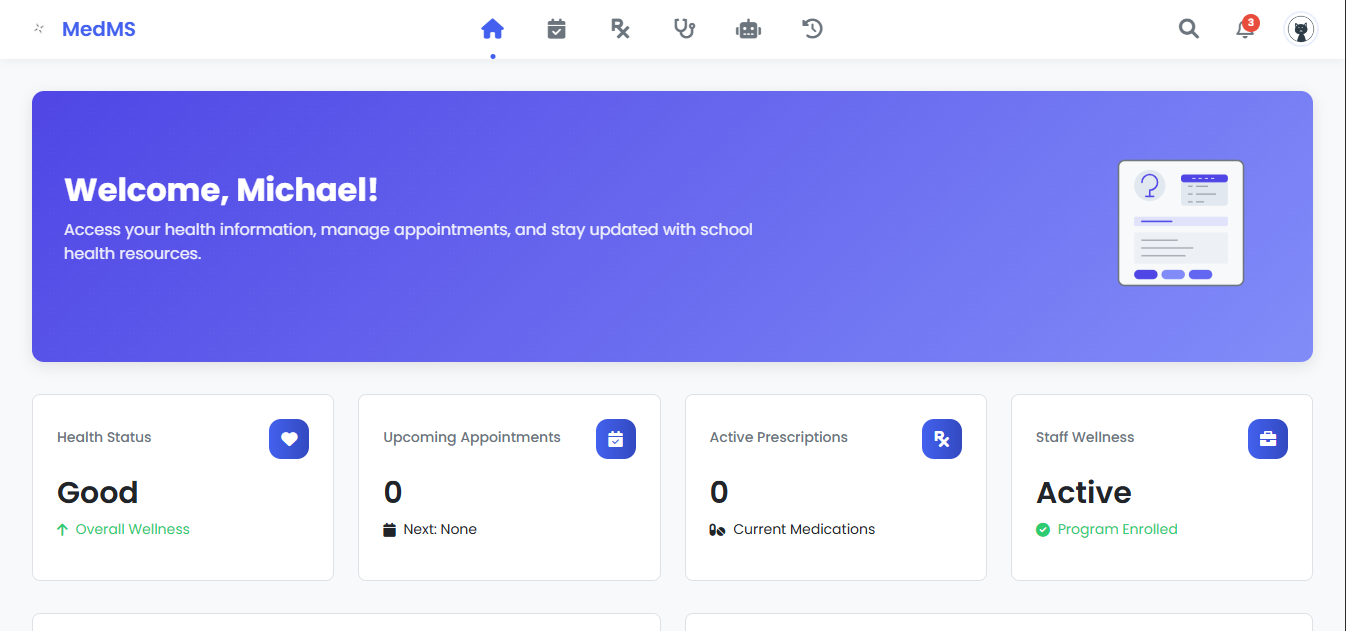 MedMS
3
Welcome, Michael!
Access your health information, manage appointments, and stay updated with school
health resources.
Health Status
Good
Overall Wellness
Upcoming Appointments
0
Next: None
Active Prescriptions
0
Current Medications
Staff Wellness
Active
Program Enrolled